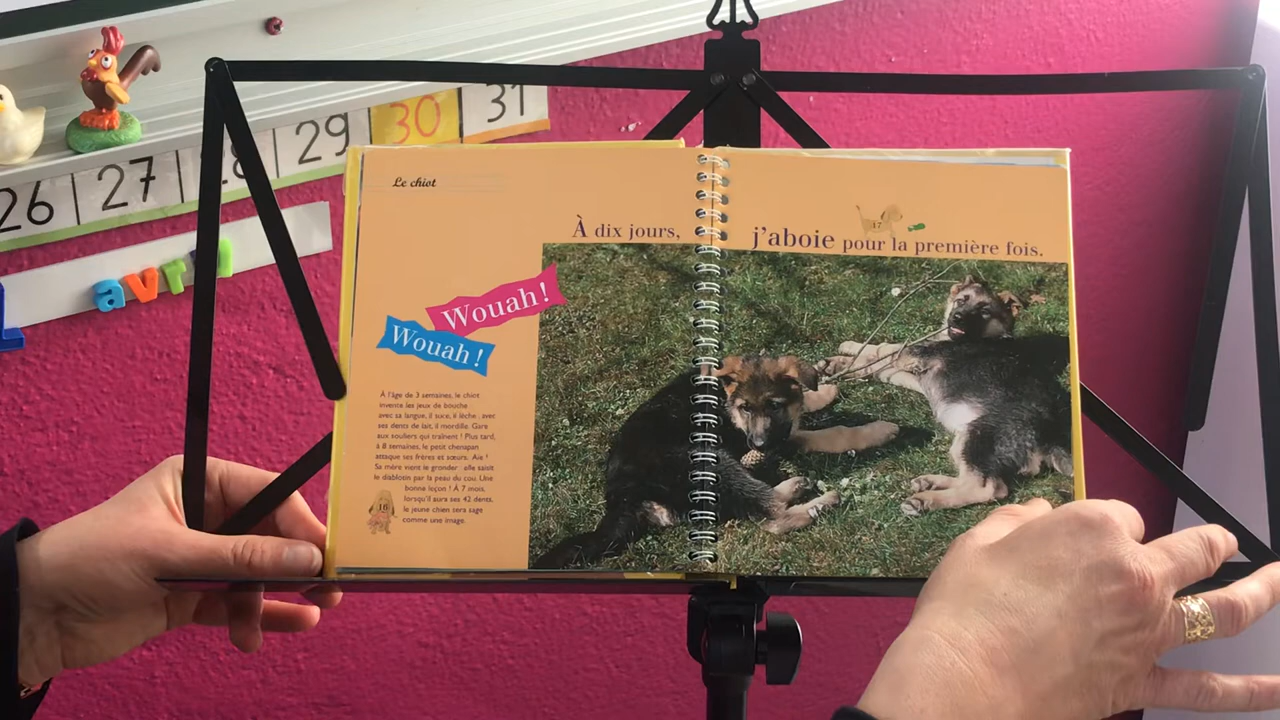 26 27 28 29 30 31
avril
Le chiot
À dix jours,
j'aboie pour la première fois.
Wouah !
Wouah !
À l'âge de 3 semaines, le chiot
invente les jeux de bouche :
avec sa langue, il suce, il lèche ; avec
ses dents de lait, il mordille. Gare
aux souliers qui traînent ! Plus tard,
à 8 semaines, le petit chenapan
attaque ses frères et sœurs. Aïe !
Sa mère vient le gronder : elle saisit
le diablotin par la peau du cou. Une
bonne leçon ! À 7 mois,
lorsqu'il aura ses 42 dents,
le jeune chien sera sage
comme une image.
16
17